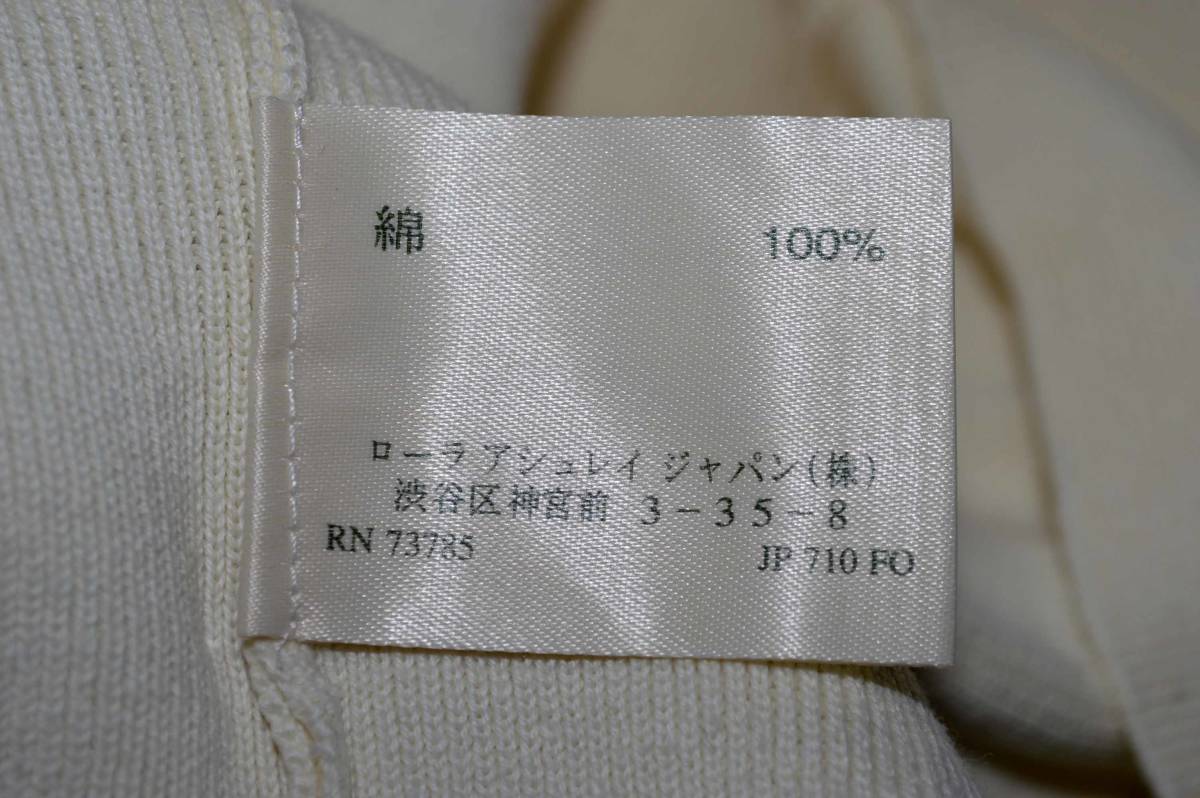 綿 100%
ローラ アシュレイ ジャパン(株)
渋谷区神宮前 3-35-8
RN 73785 JP 710 FO